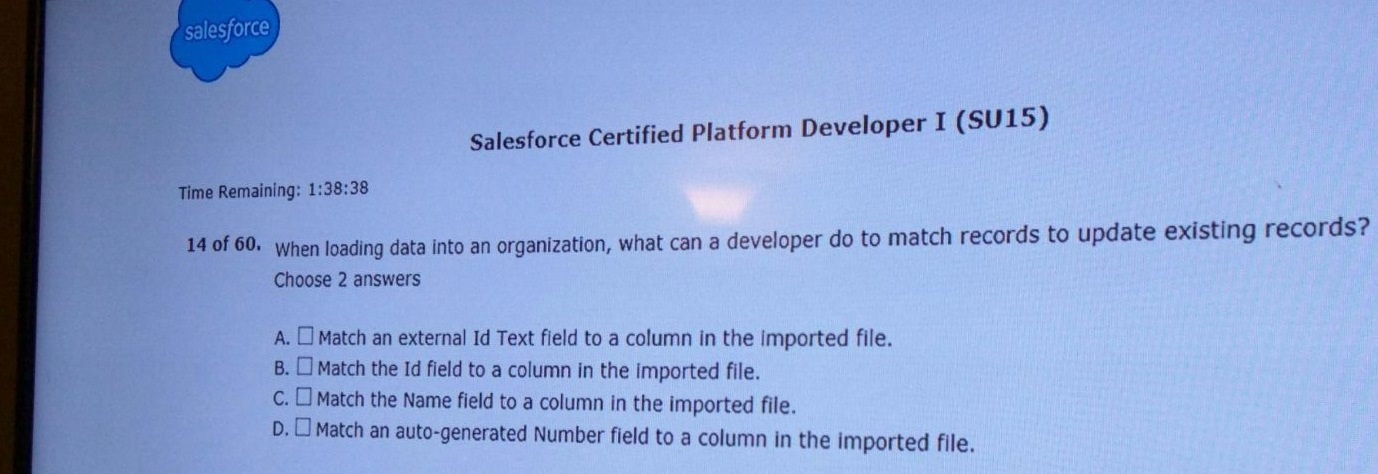 salesforce
Salesforce Certified Platform Developer I (SU15)
Time Remaining: 1:38:38
14 of 60. When loading data into an organization, what can a developer do to match records to update existing records?
Choose 2 answers
A. Match an external Id Text field to a column in the imported file.
B. Match the Id field to a column in the imported file.
C. Match the Name field to a column in the imported file.
D. Match an auto-generated Number field to a column in the imported file.